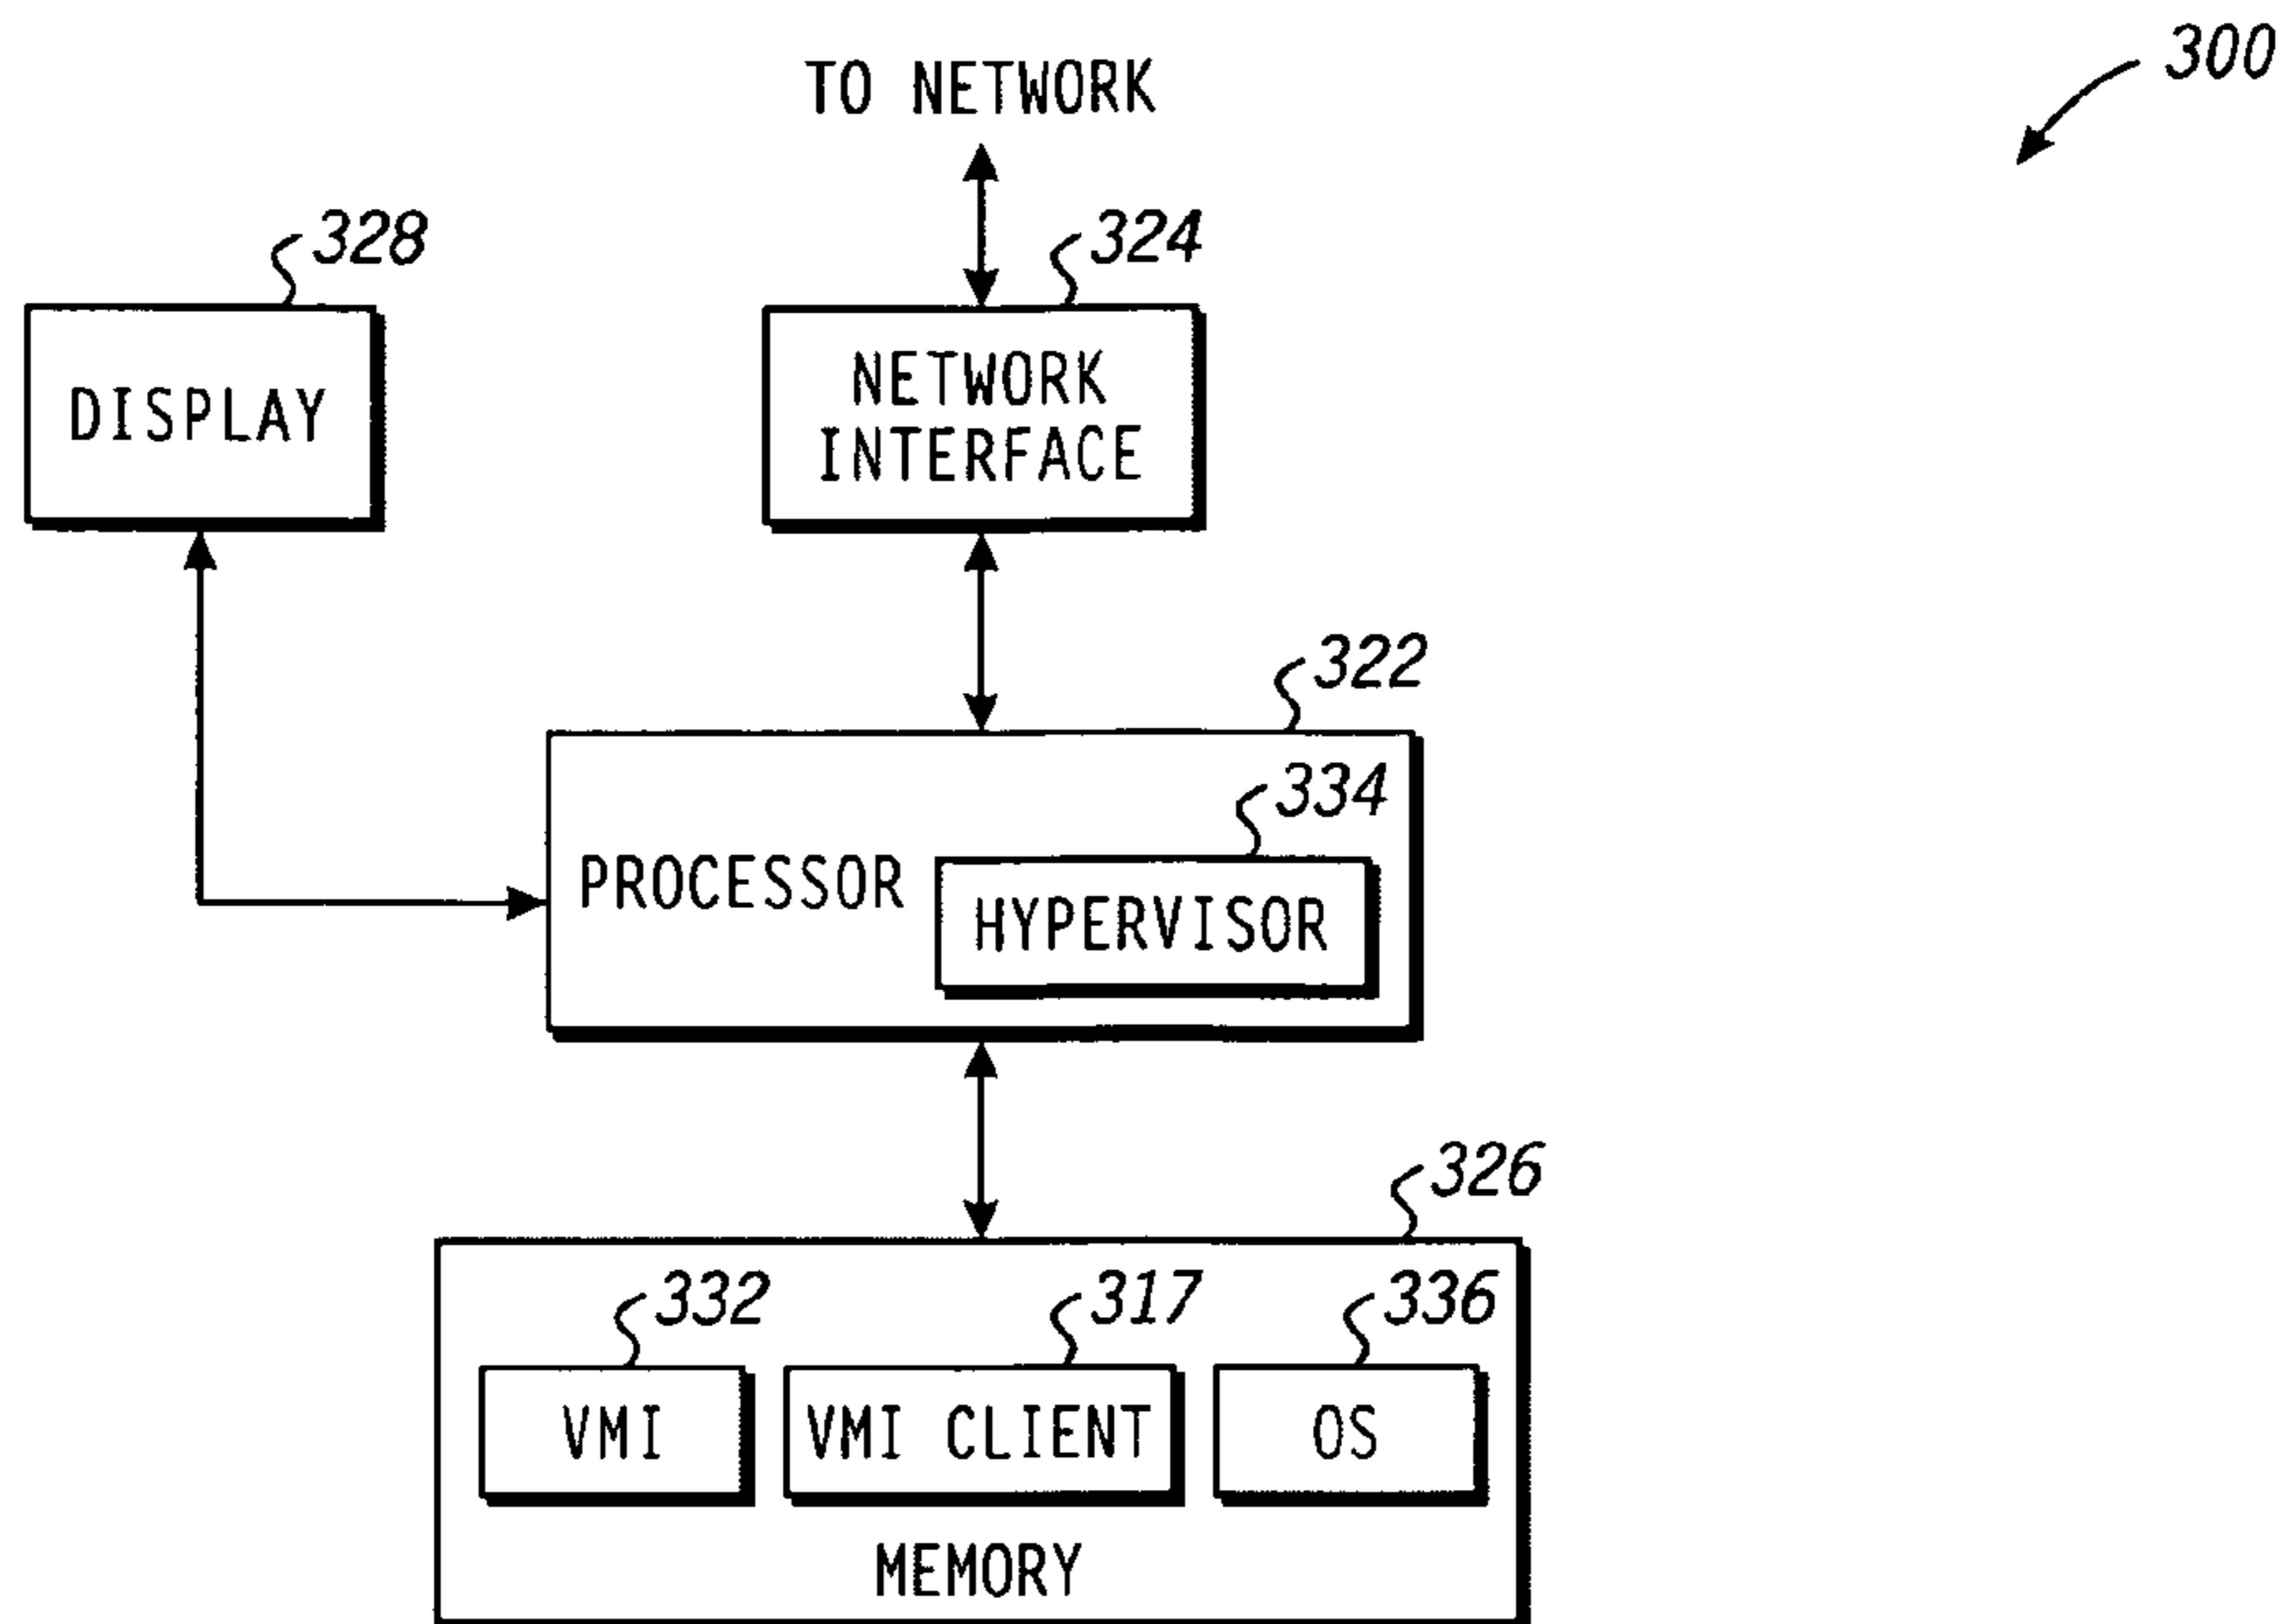 300
TO NETWORK
328
324
DISPLAY
NETWORK
INTERFACE
322
334
PROCESSOR
HYPERVISOR
326
332
317
336
VMI
VMI CLIENT
OS
MEMORY